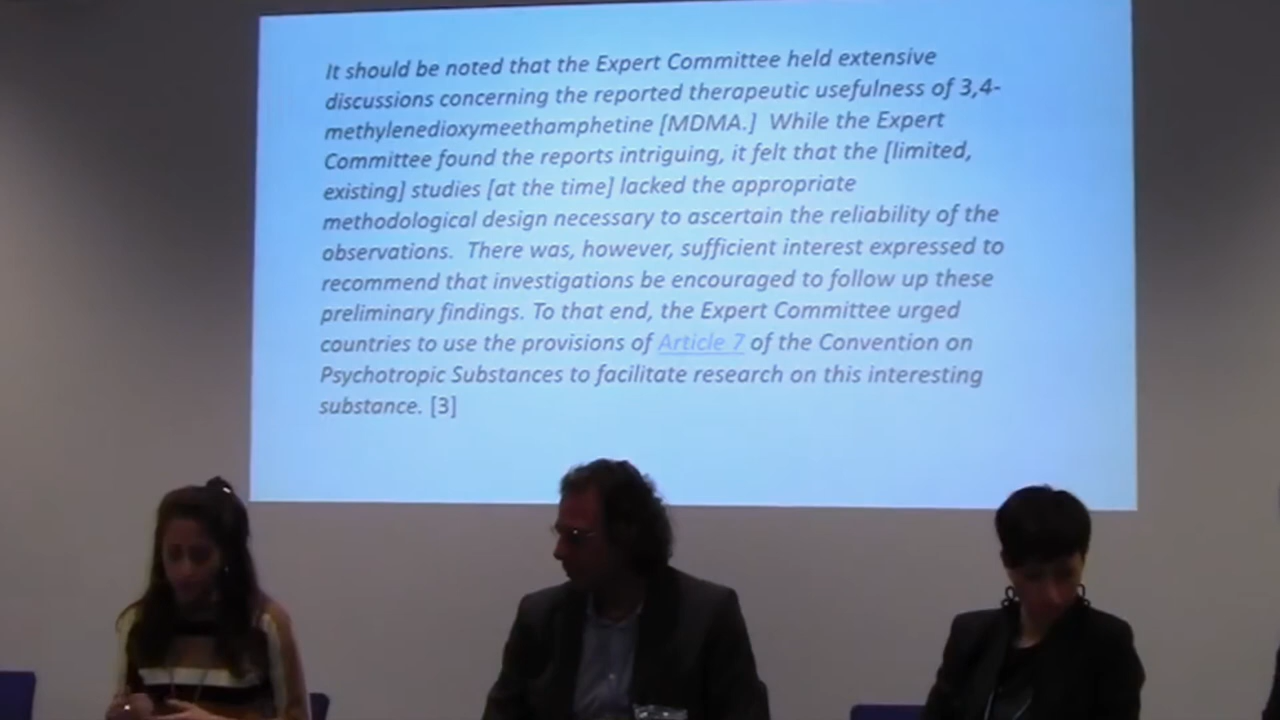 It should be noted that the Expert Committee held extensive
discussions concerning the reported therapeutic usefulness of 3,4-
methylenedioxymeethamphetine [MDMA.]  While the Expert
Committee found the reports intriguing, it felt that the [limited,
existing] studies [at the time] lacked the appropriate
methodological design necessary to ascertain the reliability of the
observations.  There was, however, sufficient interest expressed to
recommend that investigations be encouraged to follow up these
preliminary findings. To that end, the Expert Committee urged
countries to use the provisions of Article 7 of the Convention on
Psychotropic Substances to facilitate research on this interesting
substance. [3]